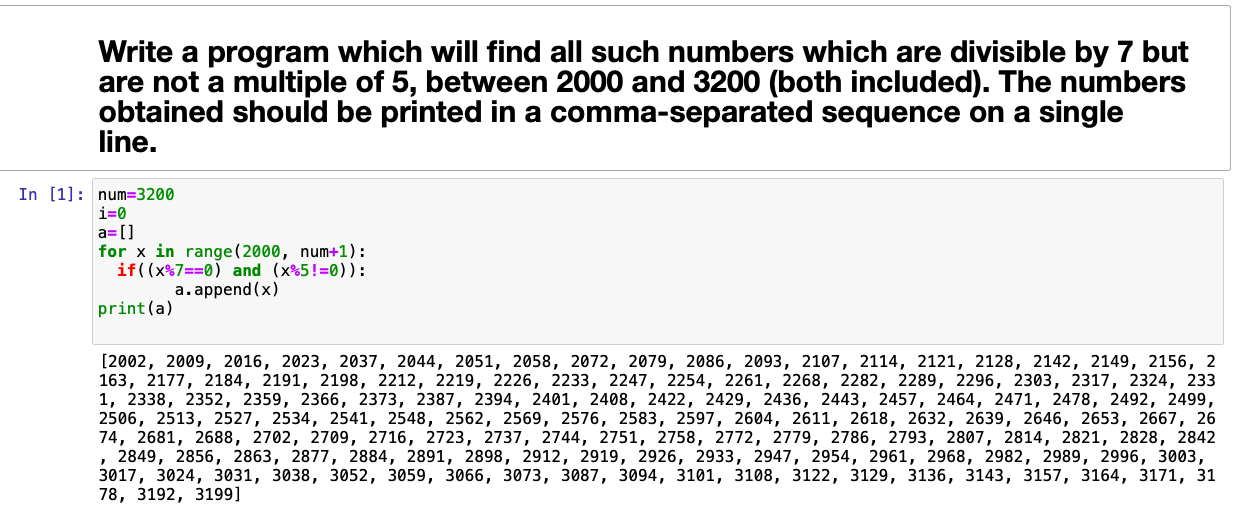 Write a program which will find all such numbers which are divisible by 7 but
are not a multiple of 5, between 2000 and 3200 (both included). The numbers
obtained should be printed in a comma-separated sequence on a single
line.
In [1]: num=3200
i=0
a=[]
for x in range(2000, num+1):
  if((x%7==0) and (x%5!=0)):
        a.append(x)
print(a)
[2002, 2009, 2016, 2023, 2037, 2044, 2051, 2058, 2072, 2079, 2086, 2093, 2107, 2114, 2121, 2128, 2142, 2149, 2156, 2
163, 2177, 2184, 2191, 2198, 2212, 2219, 2226, 2233, 2247, 2254, 2261, 2268, 2282, 2289, 2296, 2303, 2317, 2324, 233
1, 2338, 2352, 2359, 2366, 2373, 2387, 2394, 2401, 2408, 2422, 2429, 2436, 2443, 2457, 2464, 2471, 2478, 2492, 2499,
2506, 2513, 2527, 2534, 2541, 2548, 2562, 2569, 2576, 2583, 2597, 2604, 2611, 2618, 2632, 2639, 2646, 2653, 2667, 26
74, 2681, 2688, 2702, 2709, 2716, 2723, 2737, 2744, 2751, 2758, 2772, 2779, 2786, 2793, 2807, 2814, 2821, 2828, 2842
, 2849, 2856, 2863, 2877, 2884, 2891, 2898, 2912, 2919, 2926, 2933, 2947, 2954, 2961, 2968, 2982, 2989, 2996, 3003,
3017, 3024, 3031, 3038, 3052, 3059, 3066, 3073, 3087, 3094, 3101, 3108, 3122, 3129, 3136, 3143, 3157, 3164, 3171, 31
78, 3192, 3199]